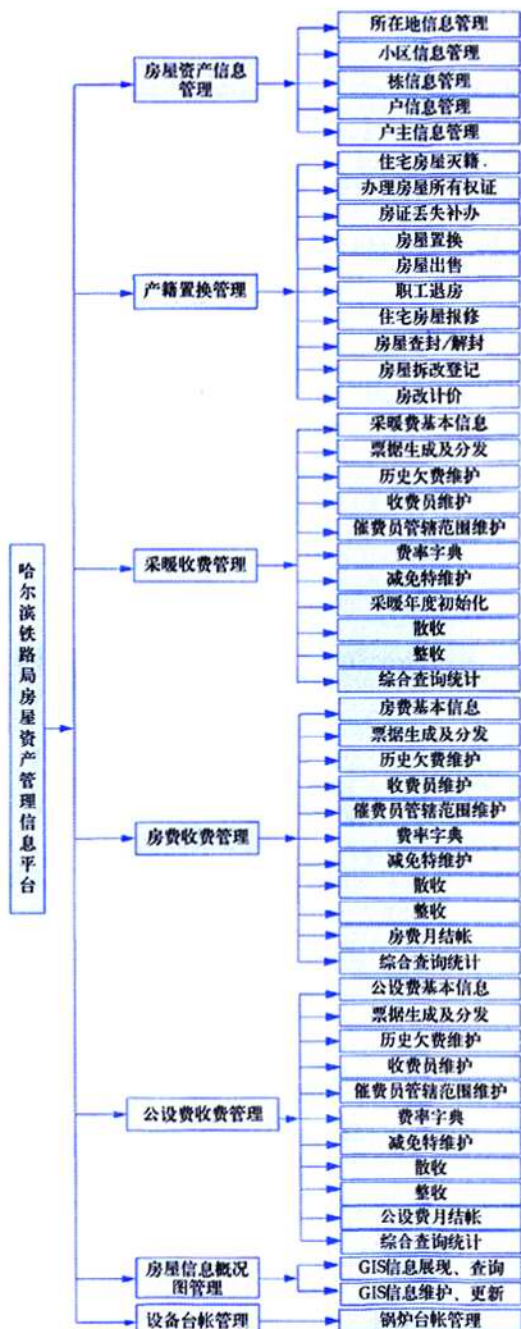 哈尔滨铁路局房屋资产管理信息平台
房屋资产信息
管理
所在地信息管理
小区信息管理
栋信息管理
户信息管理
户主信息管理
产籍置换管理
住宅房屋灭籍
办理房屋所有权证
房证丢失补办
房屋置换
房屋出售
职工退房
住宅房屋报修
房屋查封/解封
房屋拆改登记
房改计价
采暖收费管理
采暖费基本信息
票据生成及分发
历史欠费维护
收费员维护
催费员管辖范围维护
费率字典
减免特维护
采暖年度初始化
散收
整收
综合查询统计
房费收费管理
房费基本信息
票据生成及分发
历史欠费维护
收费员维护
催费员管辖范围维护
费率字典
减免特维护
散收
整收
房费月结帐
综合查询统计
公设费收费管理
公设费基本信息
票据生成及分发
历史欠费维护
收费员维护
催费员管辖范围维护
费率字典
减免特维护
散收
整收
公设费月结帐
综合查询统计
房屋信息概况
图管理
GIS信息展现、查询
GIS信息维护、更新
设备台帐管理
锅炉台帐管理